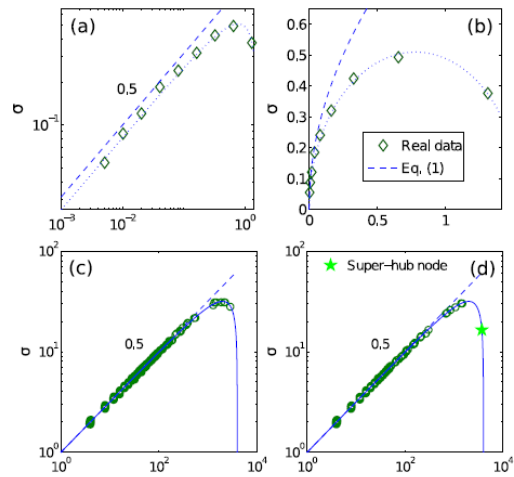 (a)
0,5
σ
10⁻¹
10⁻³ 10⁻² 10⁻¹ 10⁰
(b)
0.6
0.5
0.4
0.3
0.2
0.1
0
σ
Real data
Eq. (1)
0 0.5 1
(c)
10²
10¹
10⁰
σ
0,5
10⁰ 10² 10⁴
(d)
Super-hub node
10²
10¹
10⁰
σ
0,5
10⁰ 10² 10⁴